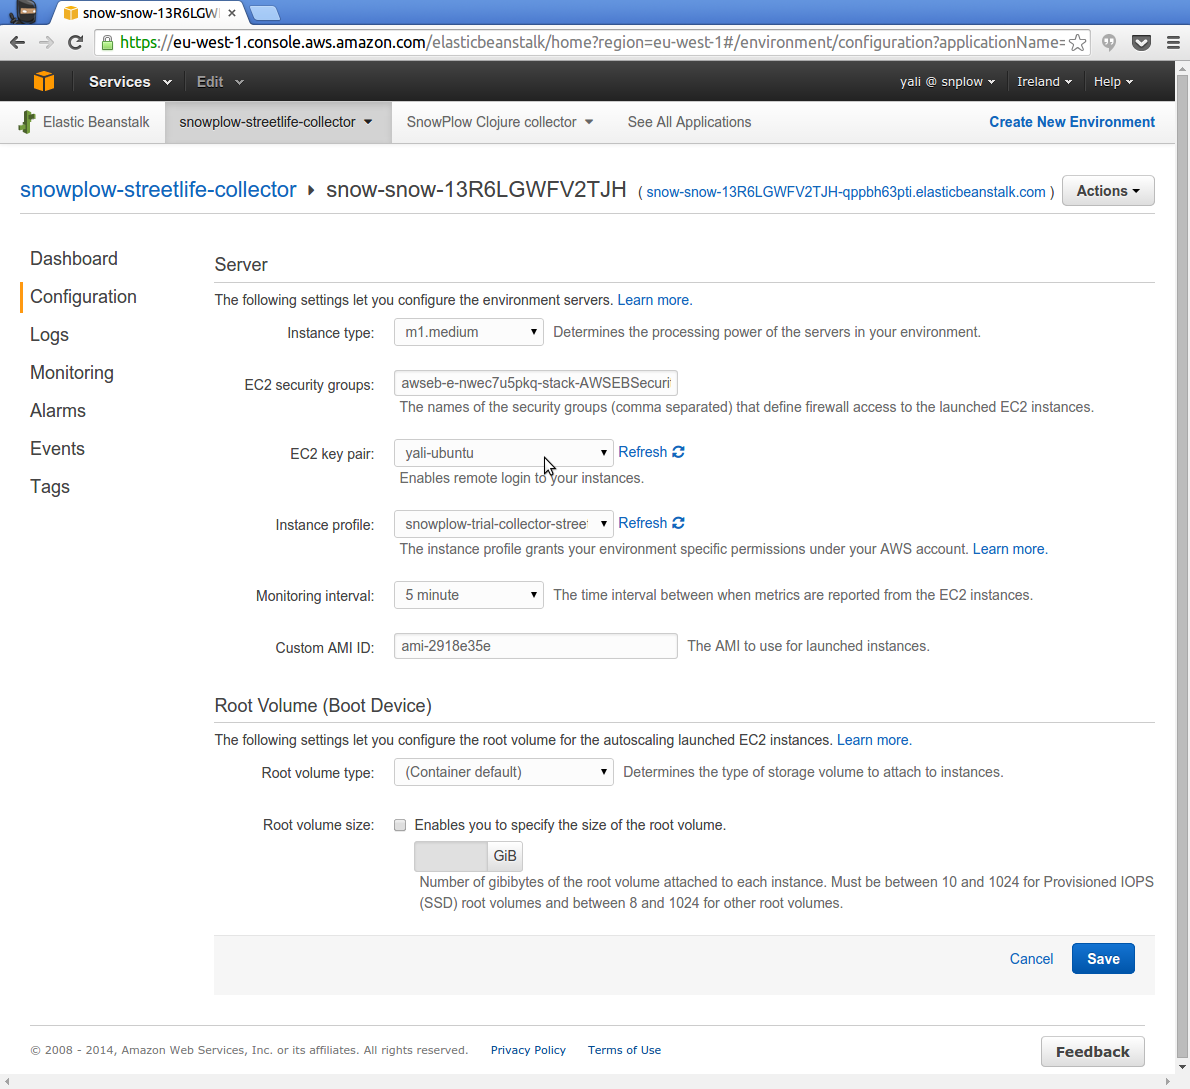 snow-snow-13R6LGWF
https://eu-west-1.console.aws.amazon.com/elasticbeanstalk/home?region=eu-west-1#/environment/configuration?applicationName=
Services Edit yali @ snplow Ireland Help
Elastic Beanstalk snowplow-streetlife-collector SnowPlow Clojure collector See All Applications Create New Environment
snowplow-streetlife-collector snow-snow-13R6LGWFV2TJH ( snow-snow-13R6LGWFV2TJH-qppbh63pti.elasticbeanstalk.com ) Actions
Dashboard
Configuration
Logs
Monitoring
Alarms
Events
Tags
Server
The following settings let you configure the environment servers. Learn more.
Instance type: m1.medium Determines the processing power of the servers in your environment.
EC2 security groups: awseb-e-nwec7u5pkq-stack-AWSEBSecuri
The names of the security groups (comma separated) that define firewall access to the launched EC2 instances.
EC2 key pair: yali-ubuntu Refresh
Enables remote login to your instances.
Instance profile: snowplow-trial-collector-stree Refresh
The instance profile grants your environment specific permissions under your AWS account. Learn more.
Monitoring interval: 5 minute The time interval between when metrics are reported from the EC2 instances.
Custom AMI ID: ami-2918e35e The AMI to use for launched instances.
Root Volume (Boot Device)
The following settings let you configure the root volume for the autoscaling launched EC2 instances. Learn more.
Root volume type: (Container default) Determines the type of storage volume to attach to instances.
Root volume size: Enables you to specify the size of the root volume.
GiB
Number of gibibytes of the root volume attached to each instance. Must be between 10 and 1024 for Provisioned IOPS
(SSD) root volumes and between 8 and 1024 for other root volumes.
Cancel Save
© 2008 - 2014, Amazon Web Services, Inc. or its affiliates. All rights reserved. Privacy Policy Terms of Use Feedback